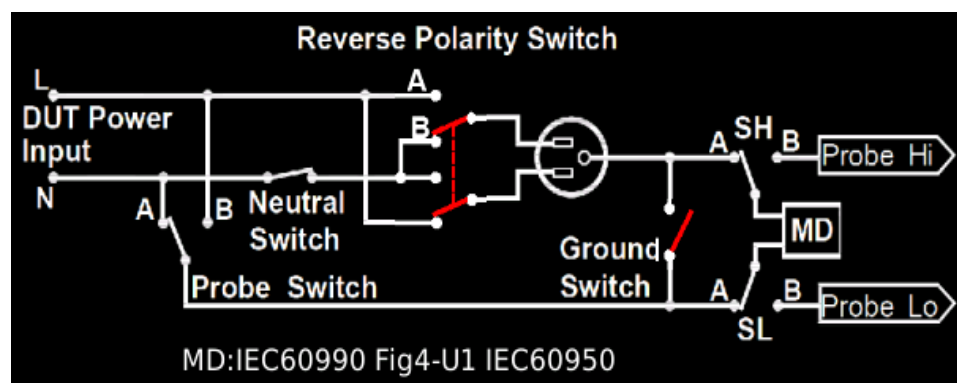 Reverse Polarity Switch
L
A
DUT Power
Input
B
N
A
B
Neutral
Switch
Probe Switch
Ground
Switch
A
SH
B
Probe Hi
MD
A
SL
B
Probe Lo
MD:IEC60990 Fig4-U1 IEC60950